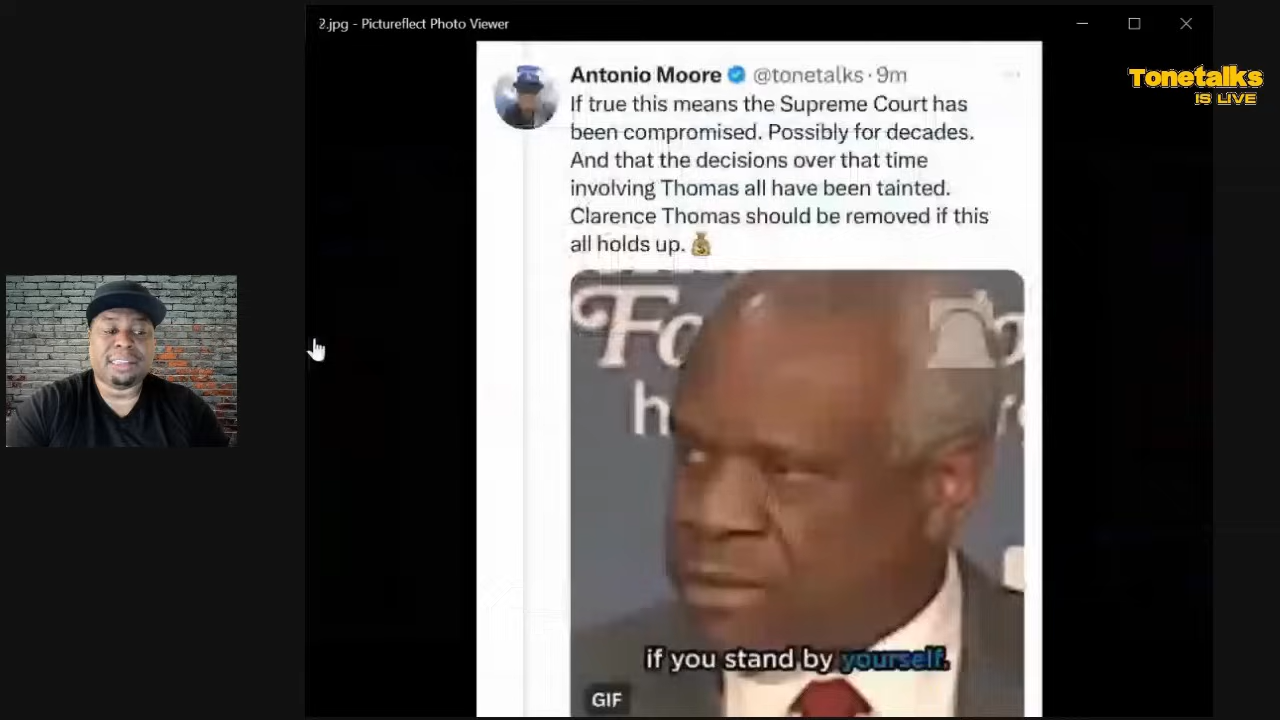 2.jpg - Pictureflect Photo Viewer
Tonetalks
IS LIVE
Antonio Moore @tonetalks · 9m
If true this means the Supreme Court has
been compromised. Possibly for decades.
And that the decisions over that time
involving Thomas all have been tainted.
Clarence Thomas should be removed if this
all holds up. 💰
Fo
h
if you stand by yourself.
GIF